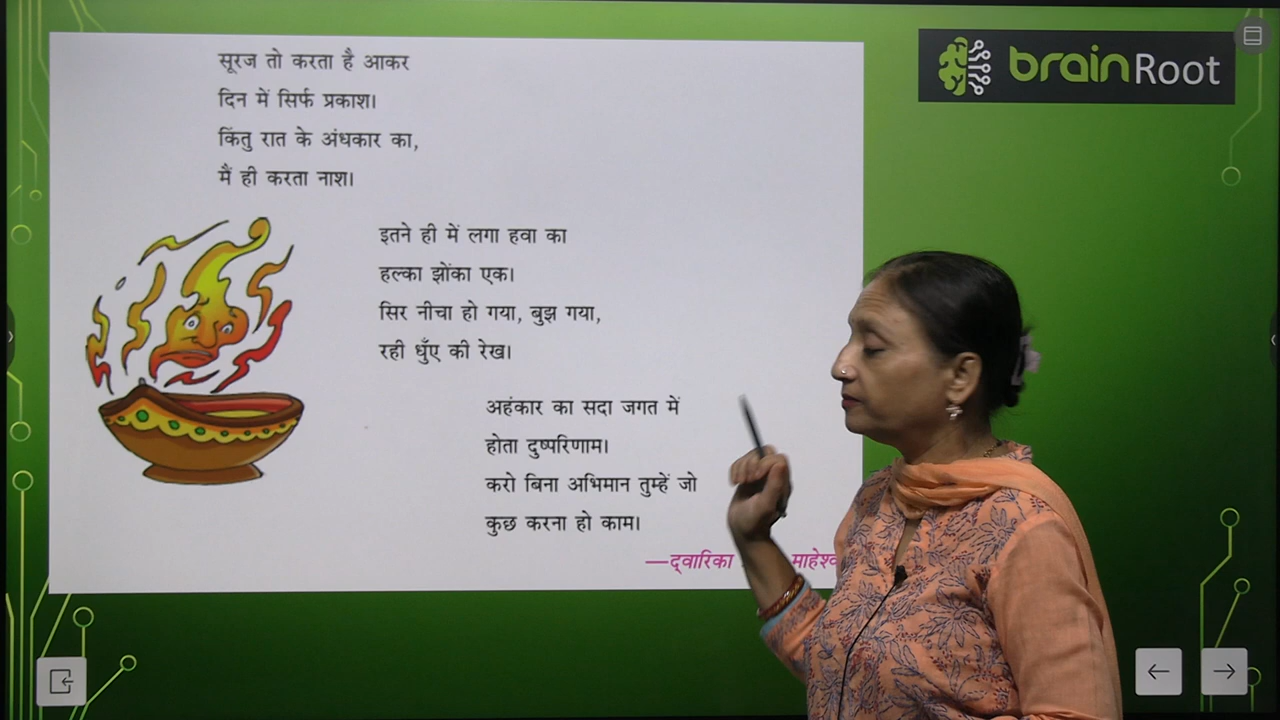 सूरज तो करता है आकर
दिन में सिर्फ प्रकाश।
किंतु रात के अंधकार का,
मैं ही करता नाश।
इतने ही में लगा हवा का
हल्का झोंका एक।
सिर नीचा हो गया, बुझ गया,
रही धुँए की रेख।
अहंकार का सदा जगत में
होता दुष्परिणाम।
करो बिना अभिमान तुम्हें जो
कुछ करना हो काम।
—द्वारिका
brainRoot